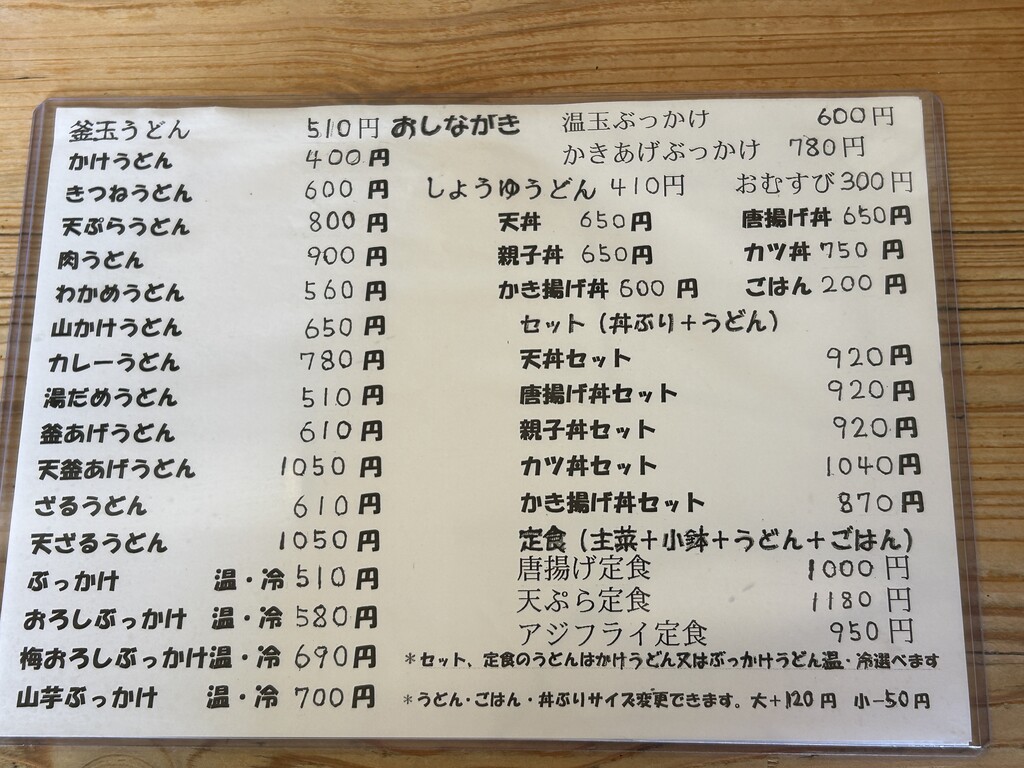 おしながき
釜玉うどん 510円
かけうどん 400円
きつねうどん 600円
天ぷらうどん 800円
肉うどん 900円
わかめうどん 560円
山かけうどん 650円
カレーうどん 780円
湯だめうどん 510円
釜あげうどん 610円
天釜あげうどん 1050円
ざるうどん 610円
天ざるうどん 1050円
ぶっかけ 温・冷 510円
おろしぶっかけ 温・冷 580円
梅おろしぶっかけ 温・冷 690円
山芋ぶっかけ 温・冷 700円
温玉ぶっかけ 600円
かきあげぶっかけ 780円
しょうゆうどん 410円 おむすび 300円
天丼 650円 唐揚げ丼 650円
親子丼 650円 カツ丼 750円
かき揚げ丼 600円 ごはん 200円
セット(丼ぶり+うどん)
天丼セット 920円
唐揚げ丼セット 920円
親子丼セット 920円
カツ丼セット 1040円
かき揚げ丼セット 870円
定食(主菜+小鉢+うどん+ごはん)
唐揚げ定食 1000円
天ぷら定食 1180円
アジフライ定食 950円
*セット、定食のうどんはかけうどん又はぶっかけうどん温・冷選べます
*うどん・ごはん・丼ぶりサイズ変更できます。大+120円 小-50円